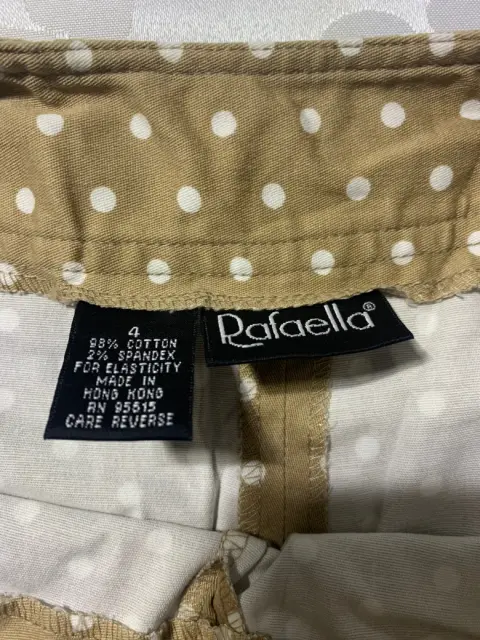 4
98% COTTON
2% SPANDEX
FOR ELASTICITY
MADE IN
HONG KONG
RN 95515
CARE REVERSE
Rafaella®